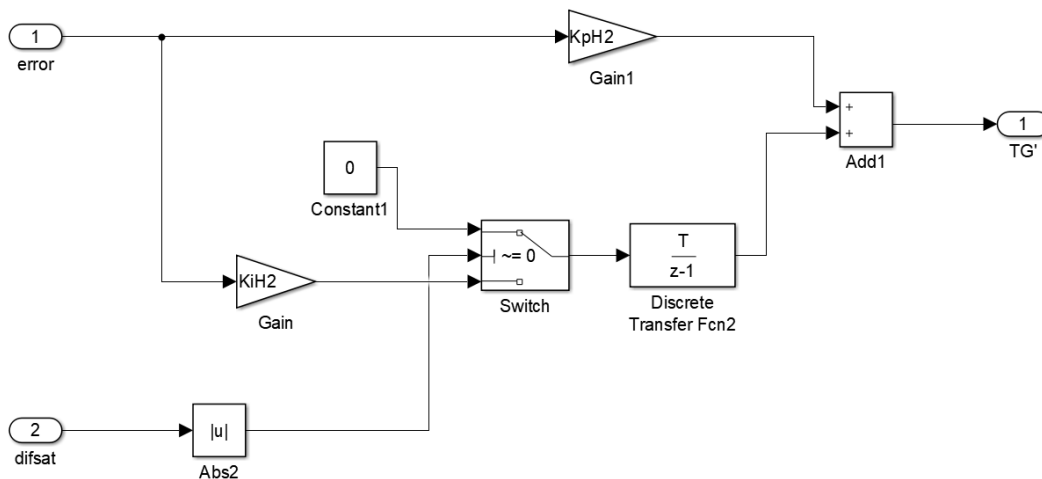 1
error
KpH2
Gain1
+
+
Add1
1
TG'
0
Constant1
~= 0
Switch
T
z-1
Discrete
Transfer Fcn2
KiH2
Gain
2
difsat
|u|
Abs2